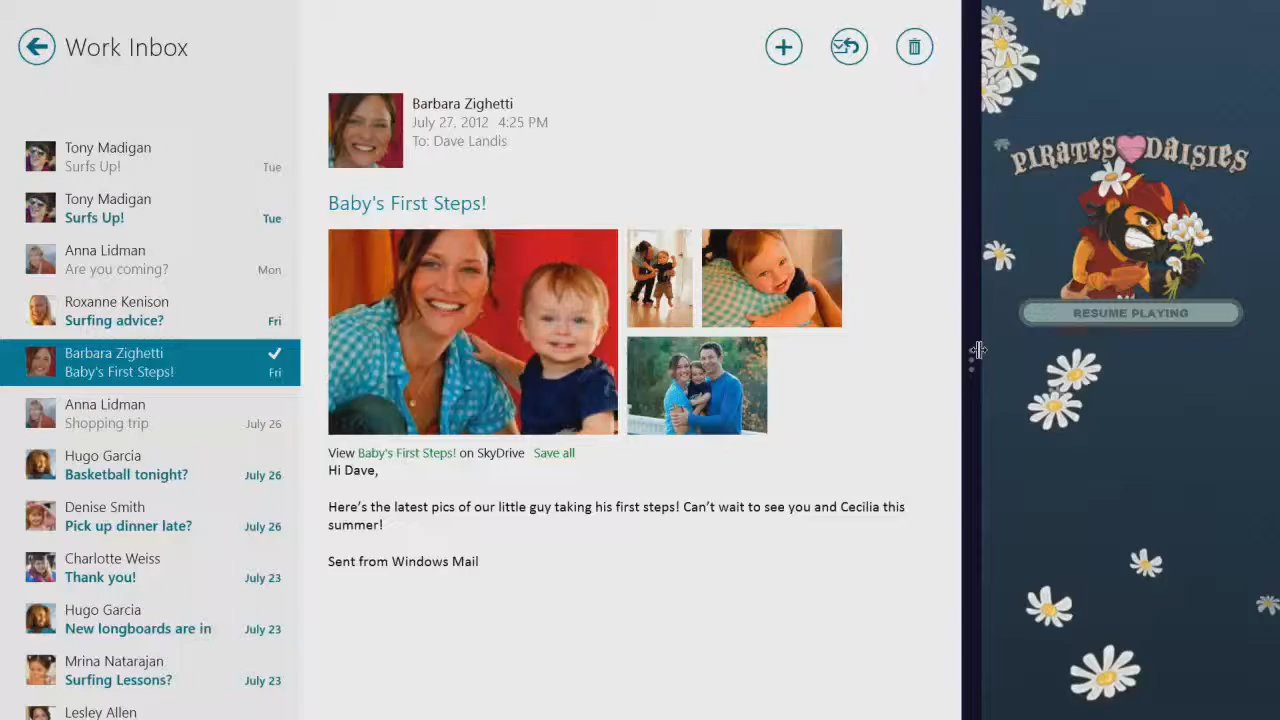 Work Inbox
Tony Madigan
Surfs Up!
Tue
Tony Madigan
Surfs Up!
Tue
Anna Lidman
Are you coming?
Mon
Roxanne Kenison
Surfing advice?
Fri
Barbara Zighetti
Baby's First Steps!
Fri
Anna Lidman
Shopping trip
July 26
Hugo Garcia
Basketball tonight?
July 26
Denise Smith
Pick up dinner late?
July 26
Charlotte Weiss
Thank you!
July 23
Hugo Garcia
New longboards are in
July 23
Mrina Natarajan
Surfing Lessons?
July 23
Lesley Allen
Barbara Zighetti
July 27, 2012 4:25 PM
To: Dave Landis
Baby's First Steps!
View Baby's First Steps! on SkyDrive Save all
Hi Dave,
Here's the latest pics of our little guy taking his first steps! Can't wait to see you and Cecilia this
summer!
Sent from Windows Mail
PIRATES DAISIES
RESUME PLAYING